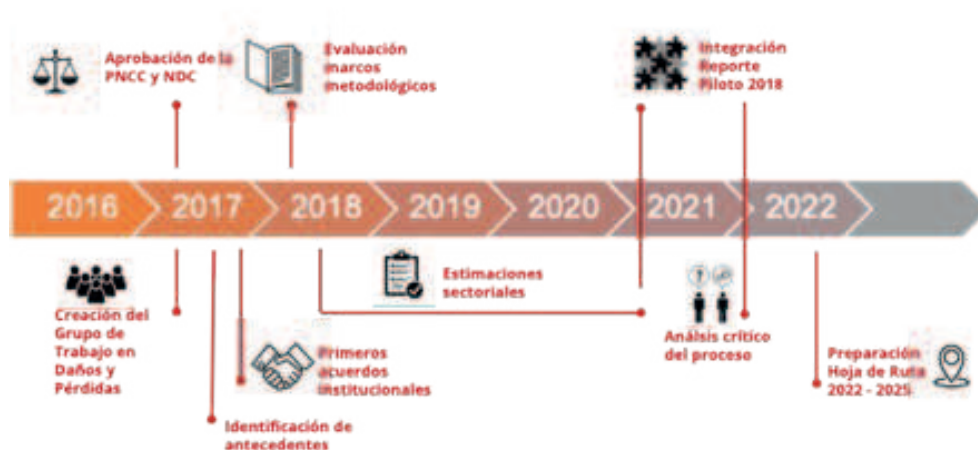 Aprobación de la
PNCC y NDC
Evaluación
marcos
metodológicos
Integración
Reporte
Piloto 2018
2016
2017
2018
2019
2020
2021
2022
Creación del
Grupo de
Trabajo en
Daños y
Pérdidas
Primeros
acuerdos
institucionales
Identificación de
antecedentes
Estimaciones
sectoriales
Análsis crítico
del proceso
Preparación
Hoja de Ruta
2022 - 2025